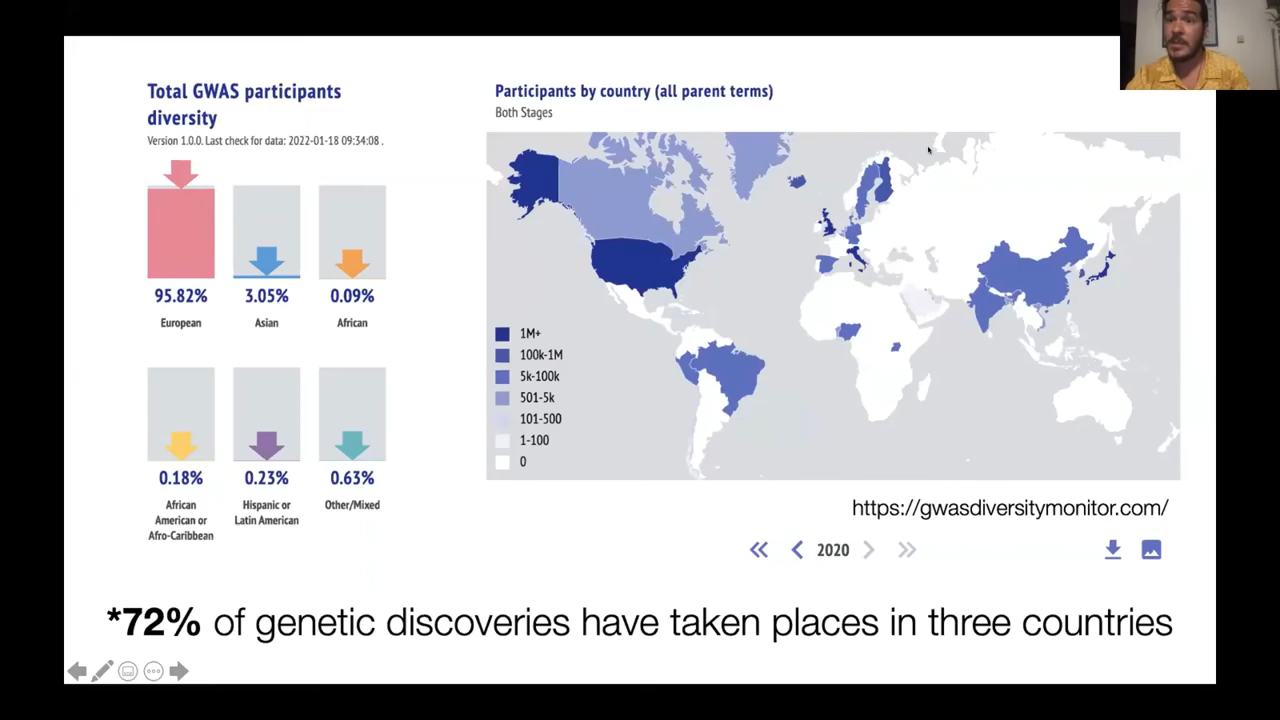 Total GWAS participants
diversity
Version 1.0.0. Last check for data: 2022-01-18 09:34:08 .
95.82%
European
3.05%
Asian
0.09%
African
0.18%
African
American or
Afro-Caribbean
0.23%
Hispanic or
Latin American
0.63%
Other/Mixed
Participants by country (all parent terms)
Both Stages
1M+
100k-1M
5k-100k
501-5k
101-500
1-100
0
https://gwasdiversitymonitor.com/
2020
*72% of genetic discoveries have taken places in three countries